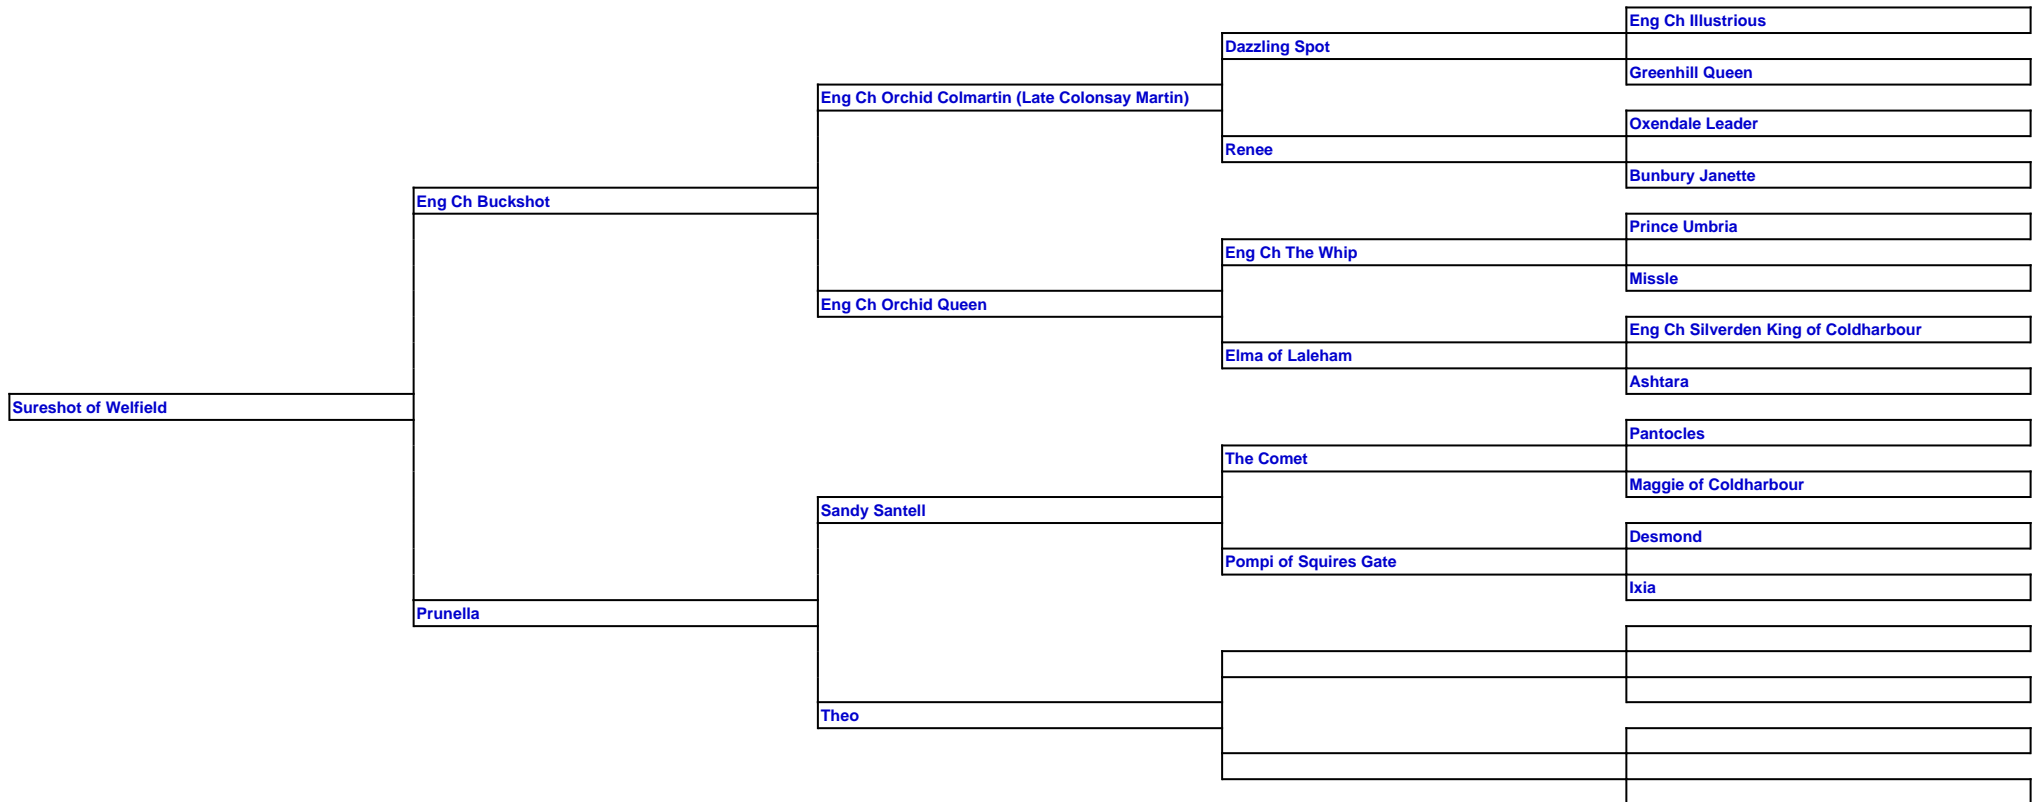 Eng Ch Illustrious
Dazzling Spot
Greenhill Queen
Eng Ch Orchid Colmartin (Late Colonsay Martin)
Oxendale Leader
Renee
Bunbury Janette
Eng Ch Buckshot
Prince Umbria
Eng Ch The Whip
Missle
Eng Ch Orchid Queen
Eng Ch Silverden King of Coldharbour
Elma of Laleham
Ashtara
Sureshot of Welfield
Pantocles
The Comet
Maggie of Coldharbour
Sandy Santell
Desmond
Pompi of Squires Gate
Ixia
Prunella
Theo